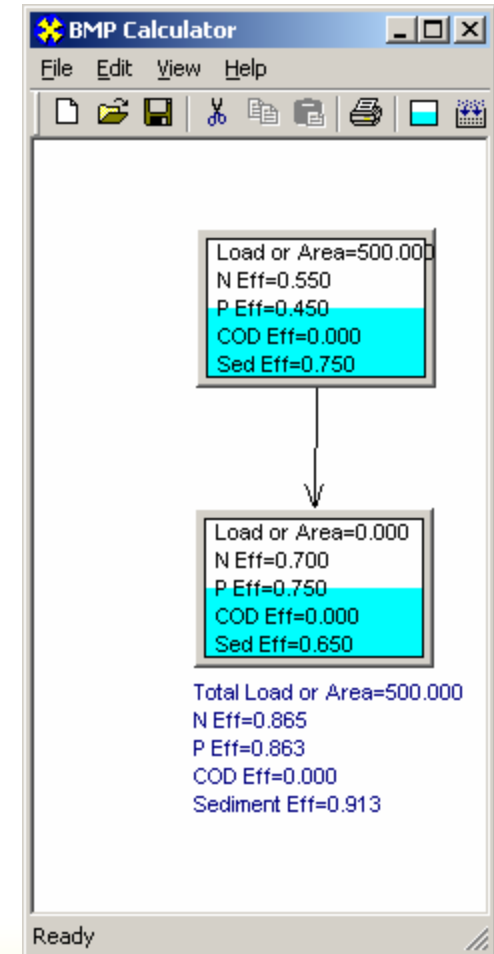 BMP Calculator
File Edit View Help
Load or Area=500.000
N Eff=0.550
P Eff=0.450
COD Eff=0.000
Sed Eff=0.750
Load or Area=0.000
N Eff=0.700
P Eff=0.750
COD Eff=0.000
Sed Eff=0.650
Total Load or Area=500.000
N Eff=0.865
P Eff=0.863
COD Eff=0.000
Sediment Eff=0.913
Ready